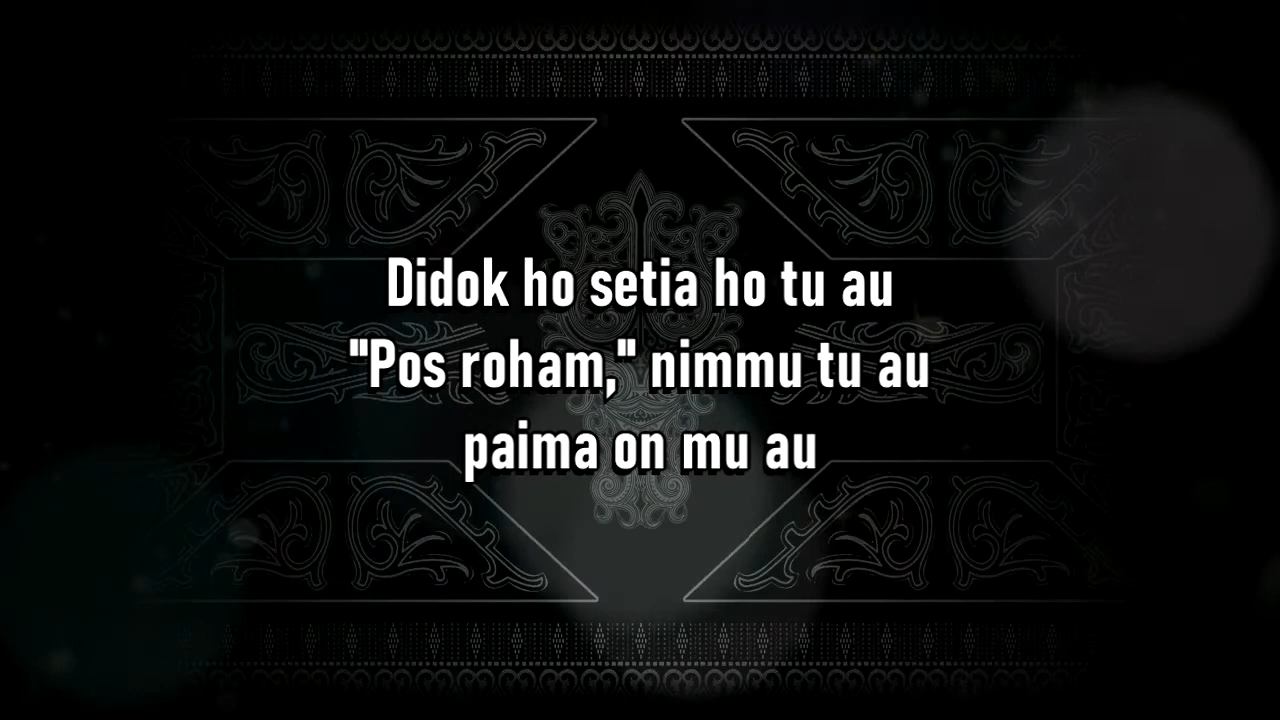 Didok ho setia ho tu au
"Pos roham," nimmu tu au
paima on mu au